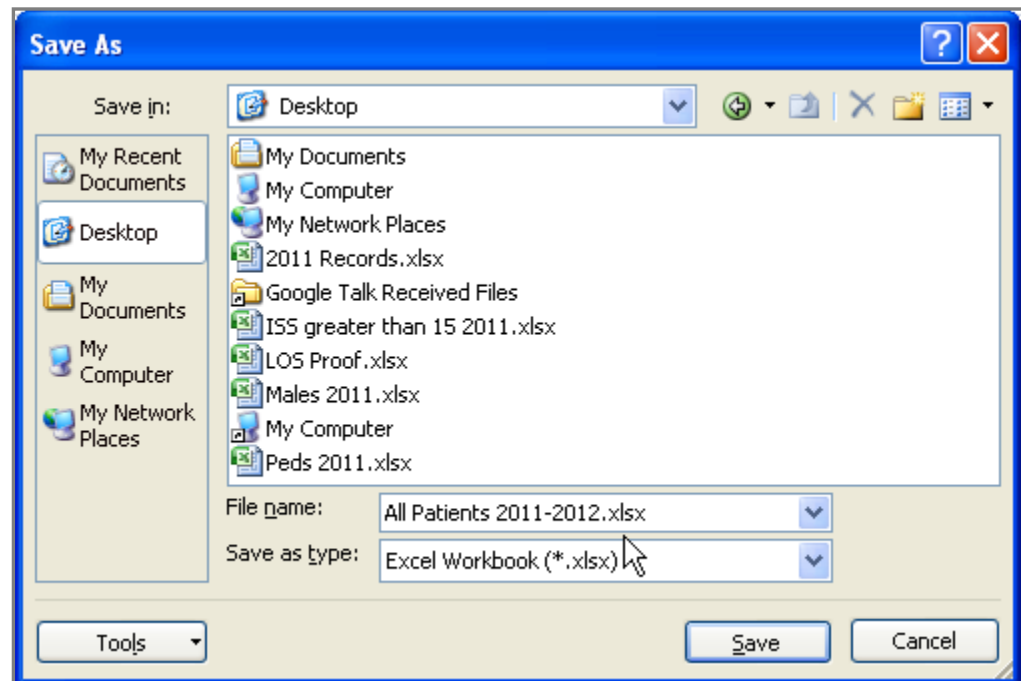 Save As
Save in:
Desktop
My Recent
Documents
Desktop
My
Documents
My
Computer
My Network
Places
My Documents
My Computer
My Network Places
2011 Records.xlsx
Google Talk Received Files
ISS greater than 15 2011.xlsx
LOS Proof.xlsx
Males 2011.xlsx
My Computer
Peds 2011.xlsx
File name:
All Patients 2011-2012.xlsx
Save as type:
Excel Workbook (*.xlsx)
Tools
Save
Cancel